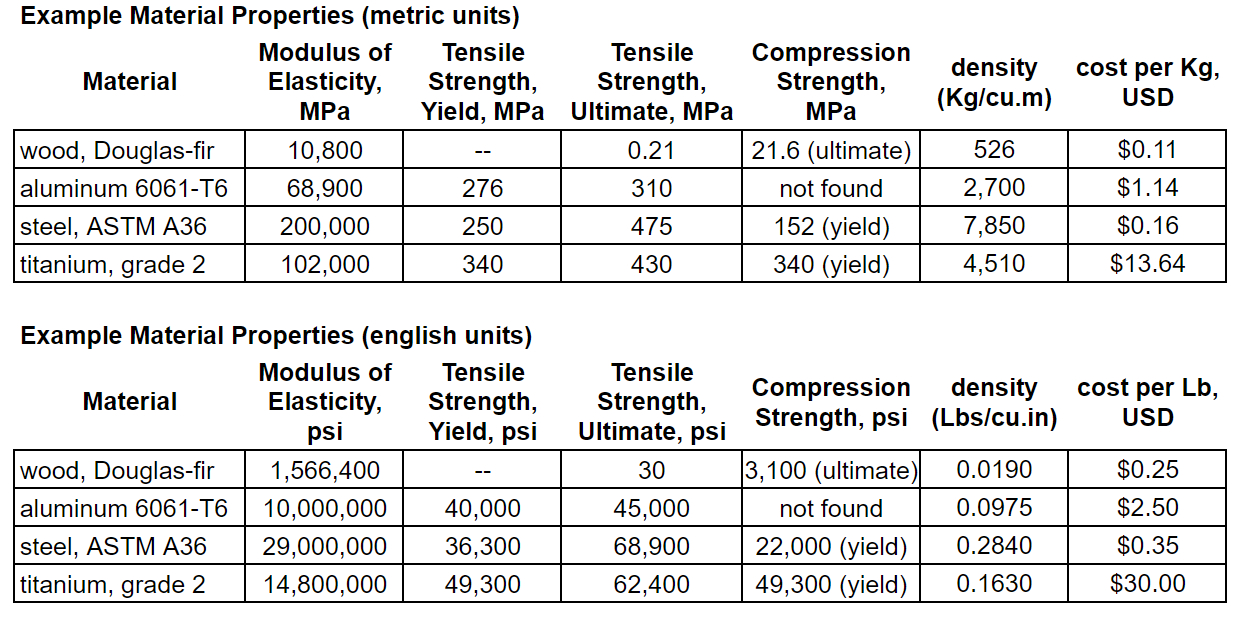 Example Material Properties (metric units)
Material Modulus of Elasticity, MPa Tensile Strength, Yield, MPa Tensile Strength, Ultimate, MPa Compression Strength, MPa density (Kg/cu.m) cost per Kg, USD
wood, Douglas-fir 10,800 -- 0.21 21.6 (ultimate) 526 $0.11
aluminum 6061-T6 68,900 276 310 not found 2,700 $1.14
steel, ASTM A36 200,000 250 475 152 (yield) 7,850 $0.16
titanium, grade 2 102,000 340 430 340 (yield) 4,510 $13.64
Example Material Properties (english units)
Material Modulus of Elasticity, psi Tensile Strength, Yield, psi Tensile Strength, Ultimate, psi Compression Strength, psi density (Lbs/cu.in) cost per Lb, USD
wood, Douglas-fir 1,566,400 -- 30 3,100 (ultimate) 0.0190 $0.25
aluminum 6061-T6 10,000,000 40,000 45,000 not found 0.0975 $2.50
steel, ASTM A36 29,000,000 36,300 68,900 22,000 (yield) 0.2840 $0.35
titanium, grade 2 14,800,000 49,300 62,400 49,300 (yield) 0.1630 $30.00